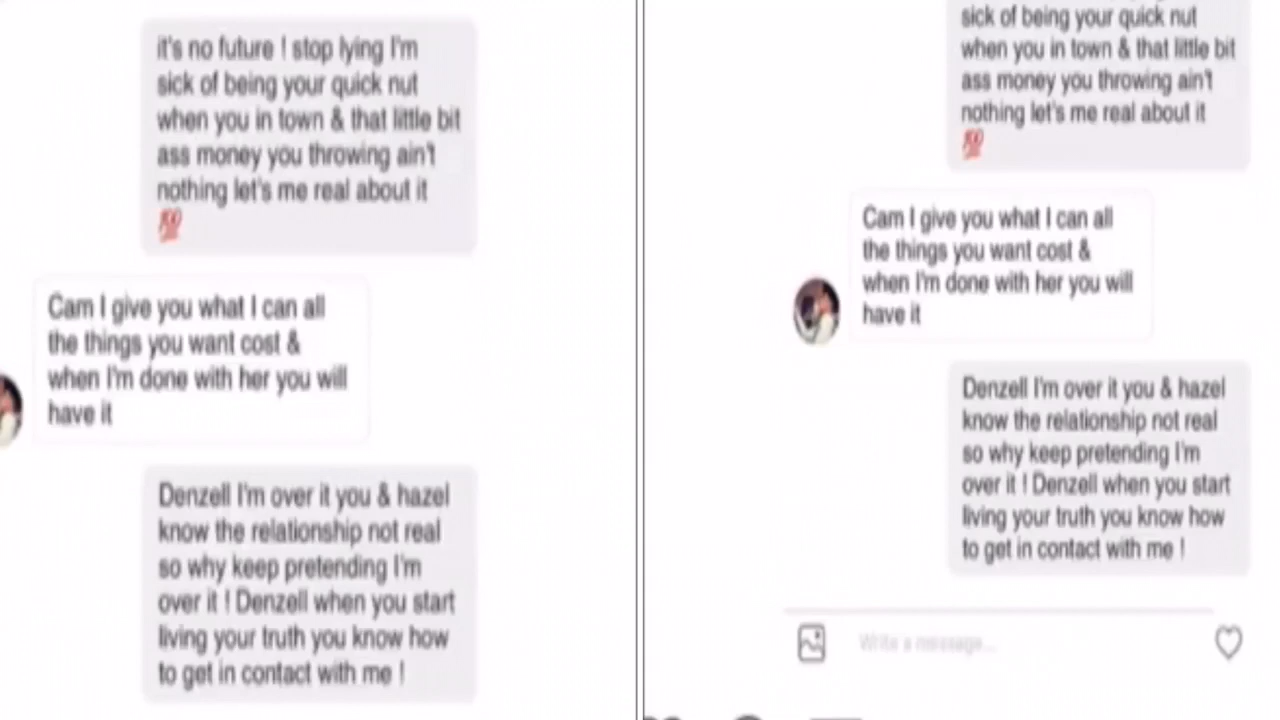 it's no future ! stop lying I'm
sick of being your quick nut
when you in town & that little bit
ass money you throwing ain't
nothing let's me real about it
💯
Cam I give you what I can all
the things you want cost &
when I'm done with her you will
have it
Denzell I'm over it you & hazel
know the relationship not real
so why keep pretending I'm
over it ! Denzell when you start
living your truth you know how
to get in contact with me !
sick of being your quick nut
when you in town & that little bit
ass money you throwing ain't
nothing let's me real about it
💯
Cam I give you what I can all
the things you want cost &
when I'm done with her you will
have it
Denzell I'm over it you & hazel
know the relationship not real
so why keep pretending I'm
over it ! Denzell when you start
living your truth you know how
to get in contact with me !
Write a message...